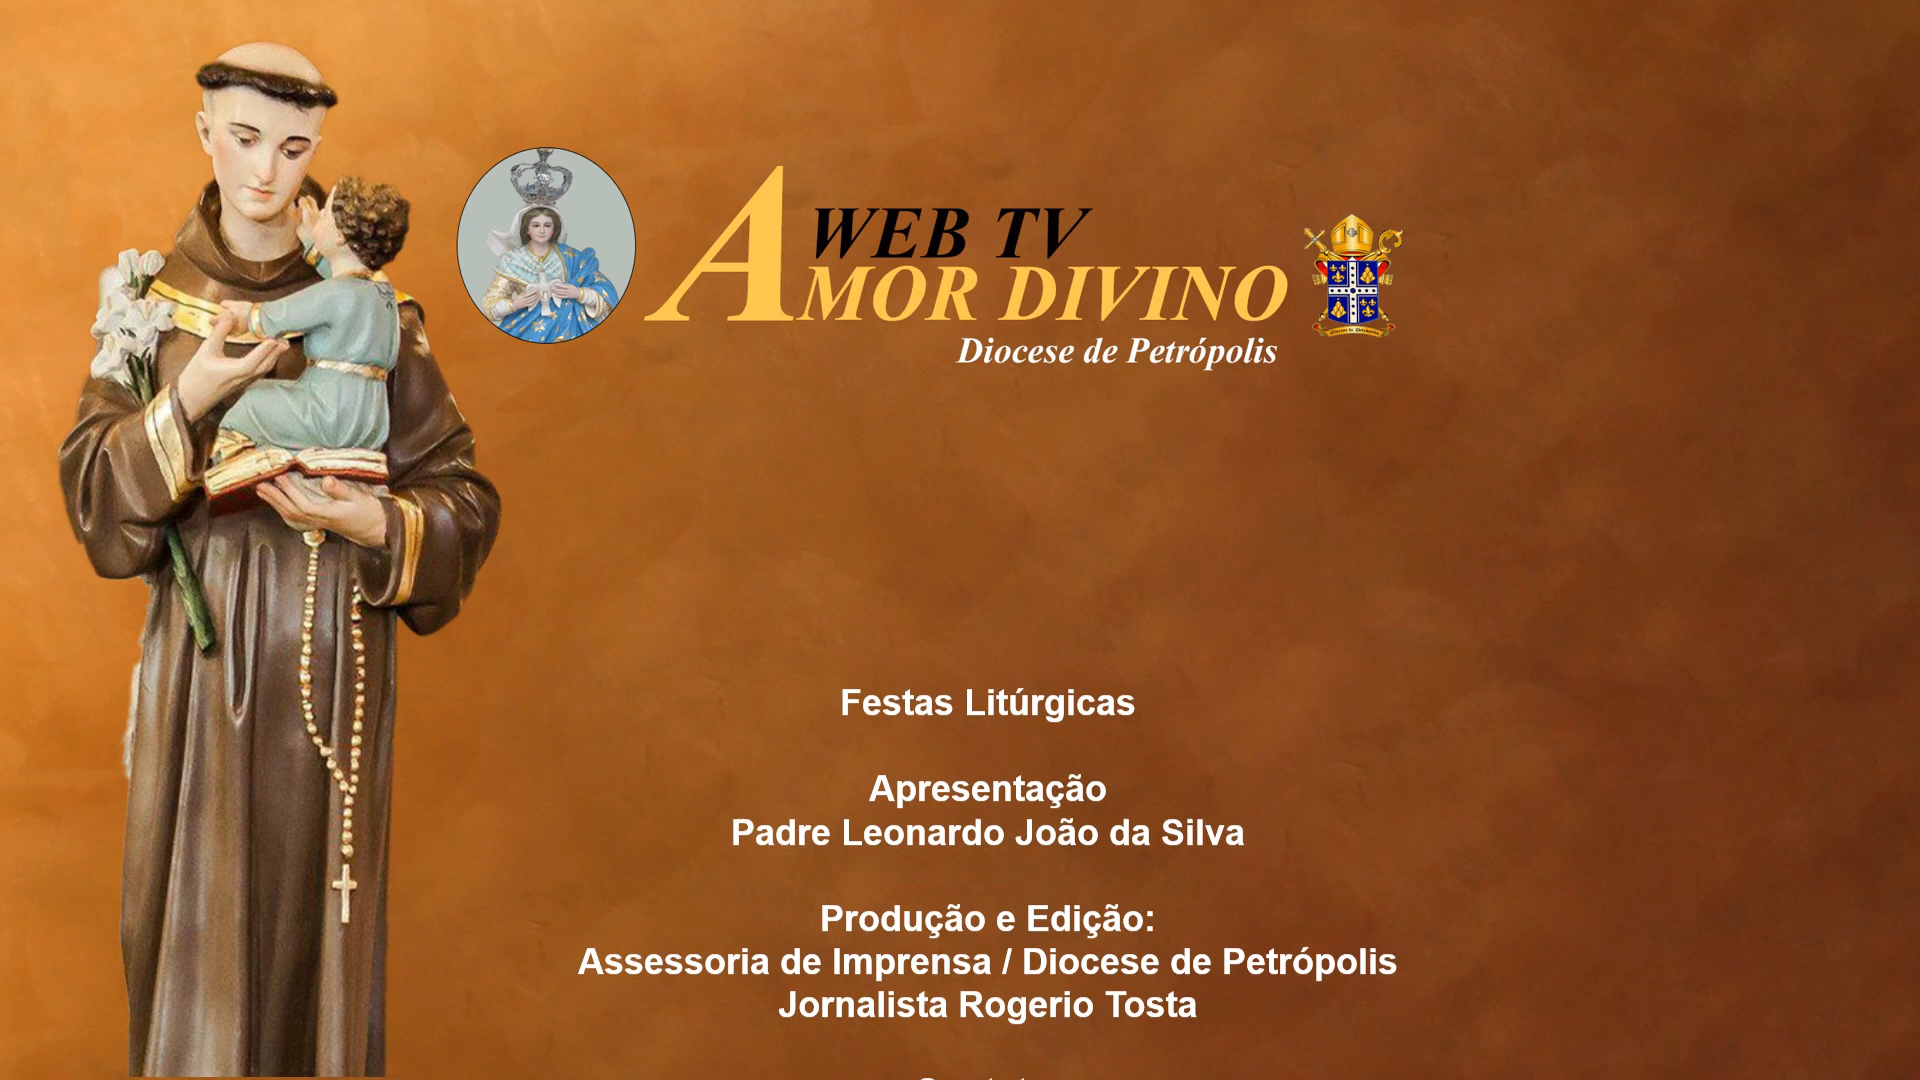 WEB TV
AMOR DIVINO
Diocese de Petrópolis
Festas Litúrgicas
Apresentação
Padre Leonardo João da Silva
Produção e Edição:
Assessoria de Imprensa / Diocese de Petrópolis
Jornalista Rogerio Tosta